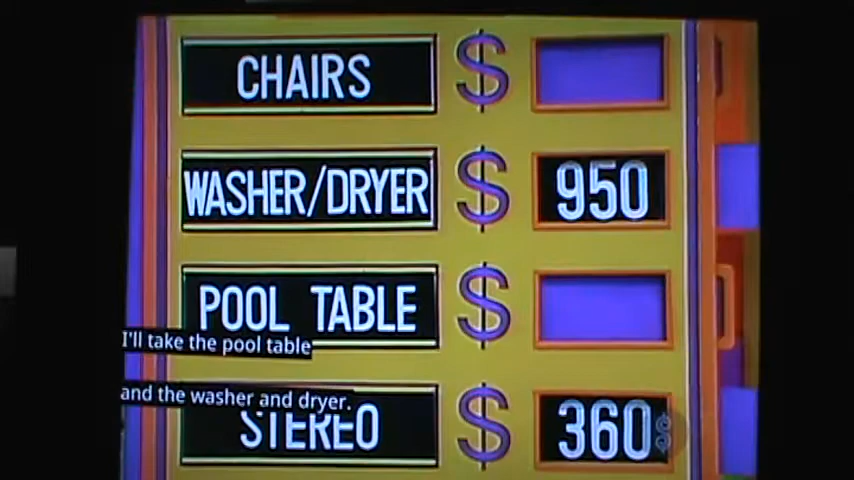 CHAIRS $
WASHER/DRYER $ 950
POOL TABLE $
I'll take the pool table
and the washer and dryer.
STEREO $ 360